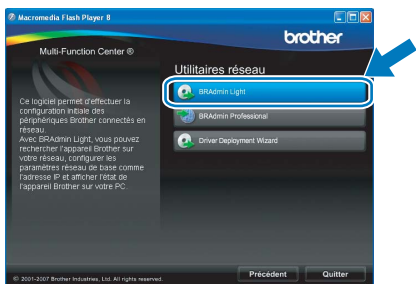 Macromedia Flash Player 8
brother
Multi-Function Center ®
Utilitaires réseau
BRAdmin Light
BRAdmin Professional
Driver Deployment Wizard
Ce logiciel permet d'effectuer la
configuration initiale des
périphériques Brother connectés en
réseau.
Avec BRAdmin Light, vous pouvez
rechercher l'appareil Brother sur
votre réseau, configurer les
paramètres réseau de base comme
l'adresse IP et afficher l'état de
l'appareil Brother sur votre PC.
© 2001-2007 Brother Industries, Ltd. All rights reserved.
Précédent
Quitter